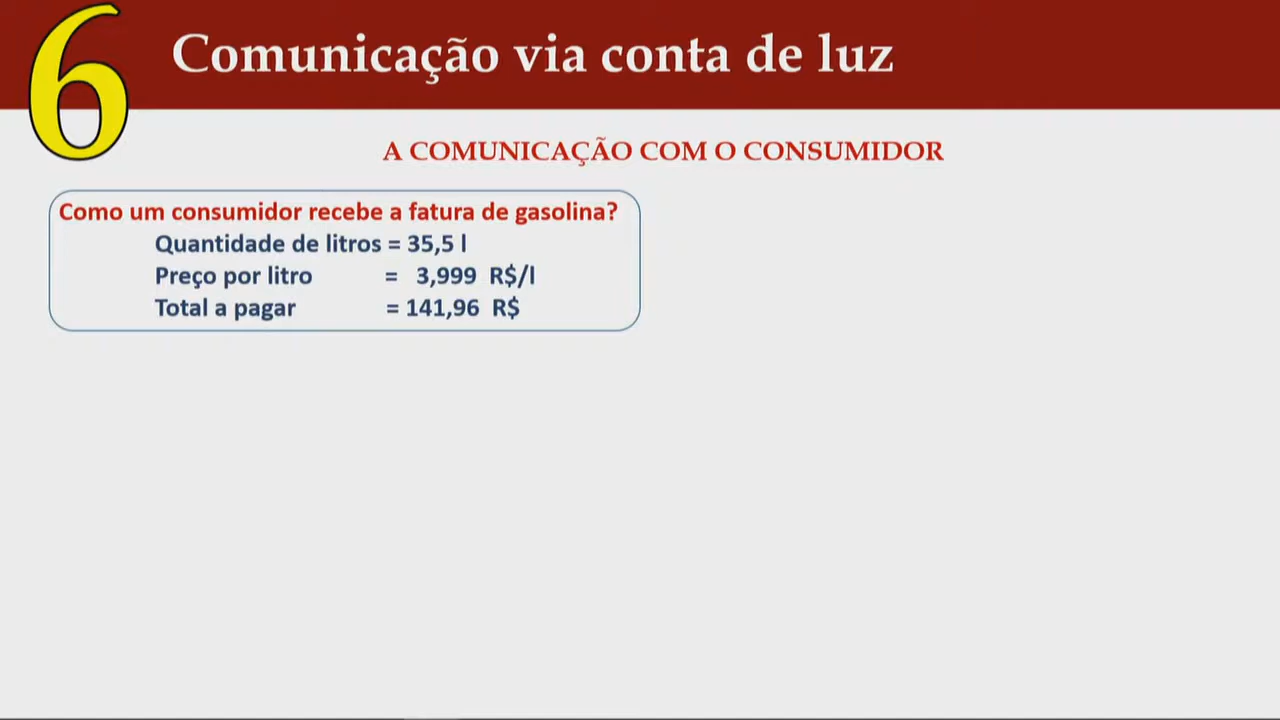 6
Comunicação via conta de luz
A COMUNICAÇÃO COM O CONSUMIDOR
Como um consumidor recebe a fatura de gasolina?
Quantidade de litros = 35,5 l
Preço por litro = 3,999 R$/l
Total a pagar = 141,96 R$